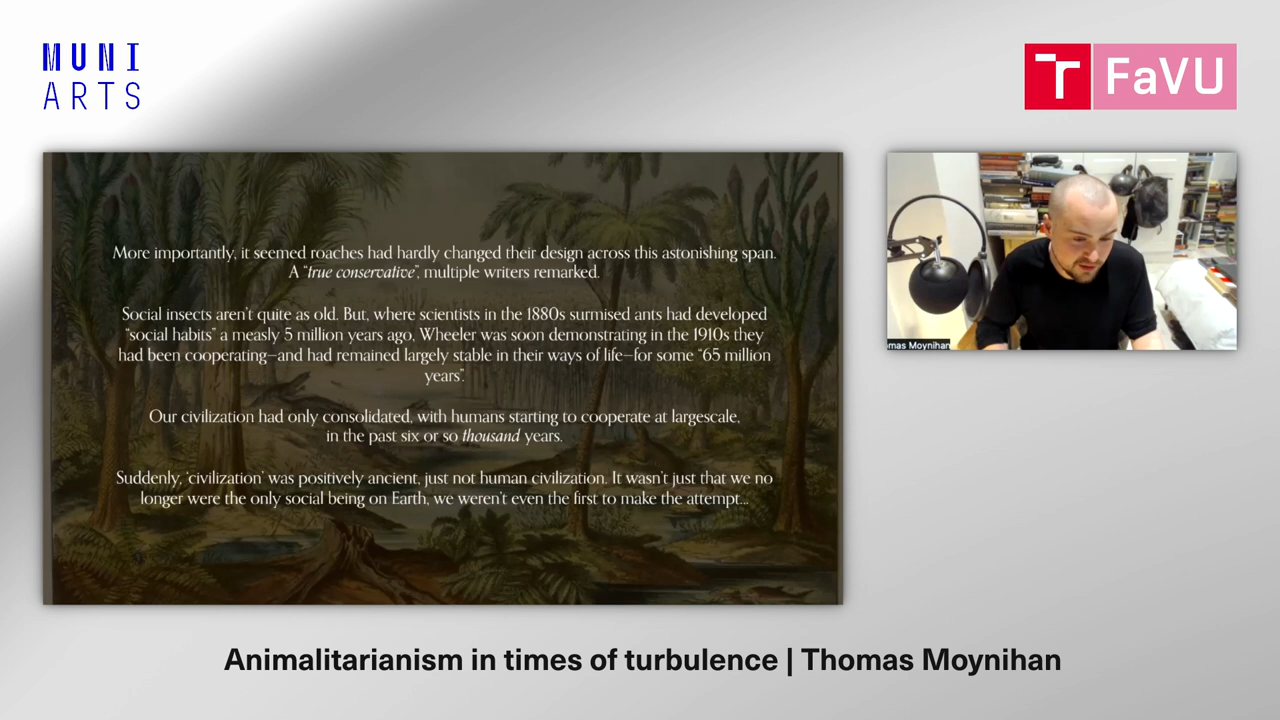 MUNI
ARTS
FaVU
More importantly, it seemed roaches had hardly changed their design across this astonishing span.
A “true conservative”, multiple writers remarked.
Social insects aren’t quite as old. But, where scientists in the 1880s surmised ants had developed
“social habits” a measly 5 million years ago, Wheeler was soon demonstrating in the 1910s they
had been cooperating—and had remained largely stable in their ways of life—for some “65 million
years”.
Our civilization had only consolidated, with humans starting to cooperate at largescale,
in the past six or so thousand years.
Suddenly, ‘civilization’ was positively ancient, just not human civilization. It wasn’t just that we no
longer were the only social being on Earth, we weren’t even the first to make the attempt...
mas Moynihan
Animalitarianism in times of turbulence | Thomas Moynihan